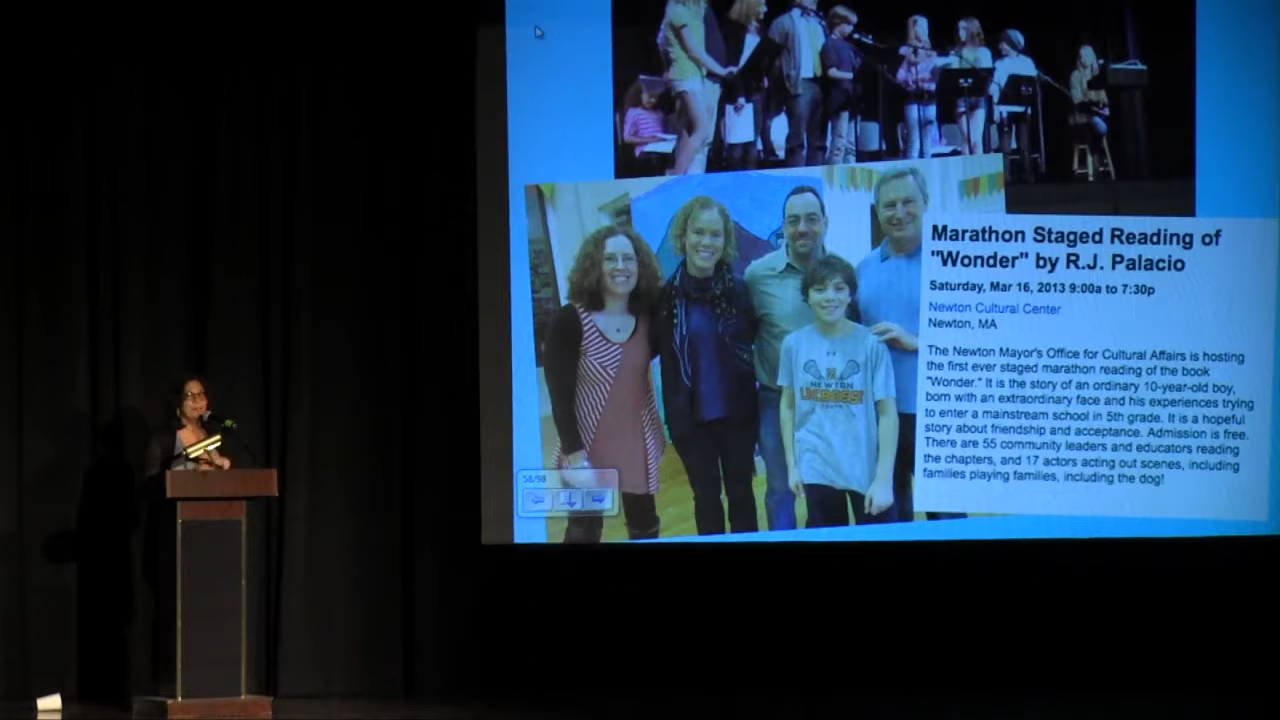 Marathon Staged Reading of
"Wonder" by R.J. Palacio
Saturday, Mar 16, 2013 9:00a to 7:30p
Newton Cultural Center
Newton, MA
The Newton Mayor's Office for Cultural Affairs is hosting
the first ever staged marathon reading of the book
"Wonder." It is the story of an ordinary 10-year-old boy,
born with an extraordinary face and his experiences trying
to enter a mainstream school in 5th grade. It is a hopeful
story about friendship and acceptance. Admission is free.
There are 55 community leaders and educators reading
the chapters, and 17 actors acting out scenes, including
families playing families, including the dog!
NEWTON
LACROSSE
YOUTH
58/98